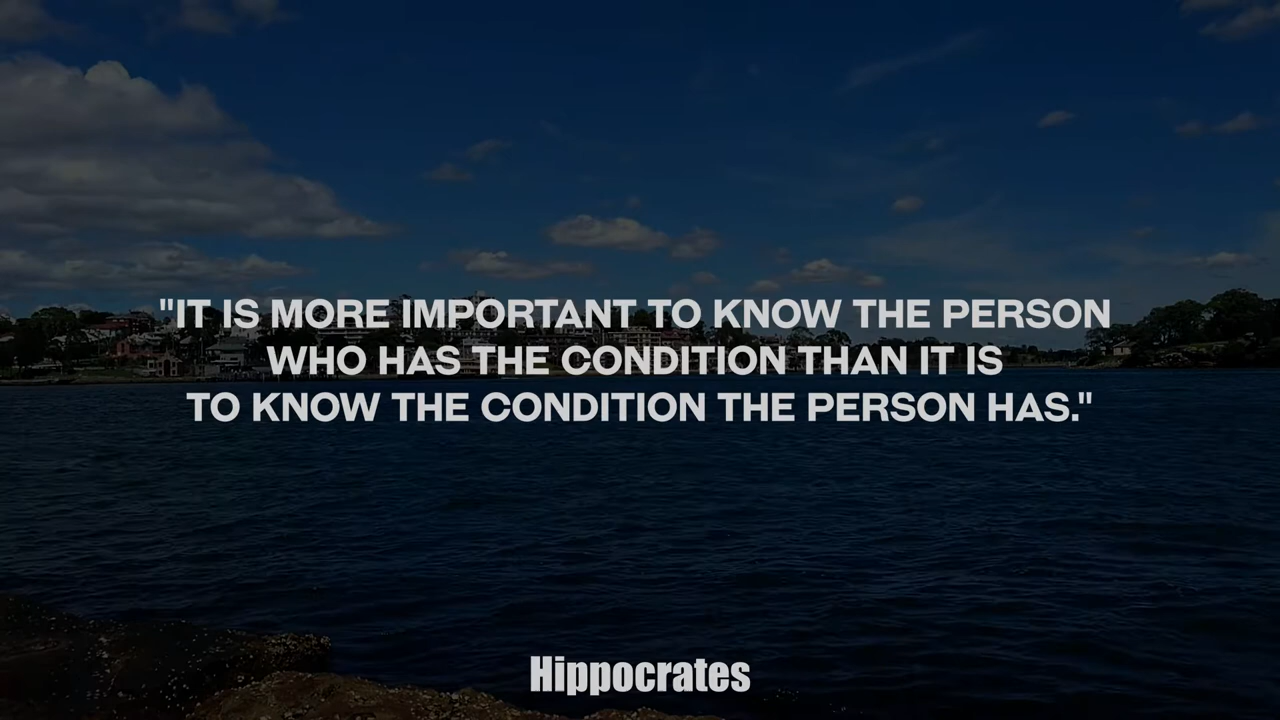 "IT IS MORE IMPORTANT TO KNOW THE PERSON
WHO HAS THE CONDITION THAN IT IS
TO KNOW THE CONDITION THE PERSON HAS."
Hippocrates